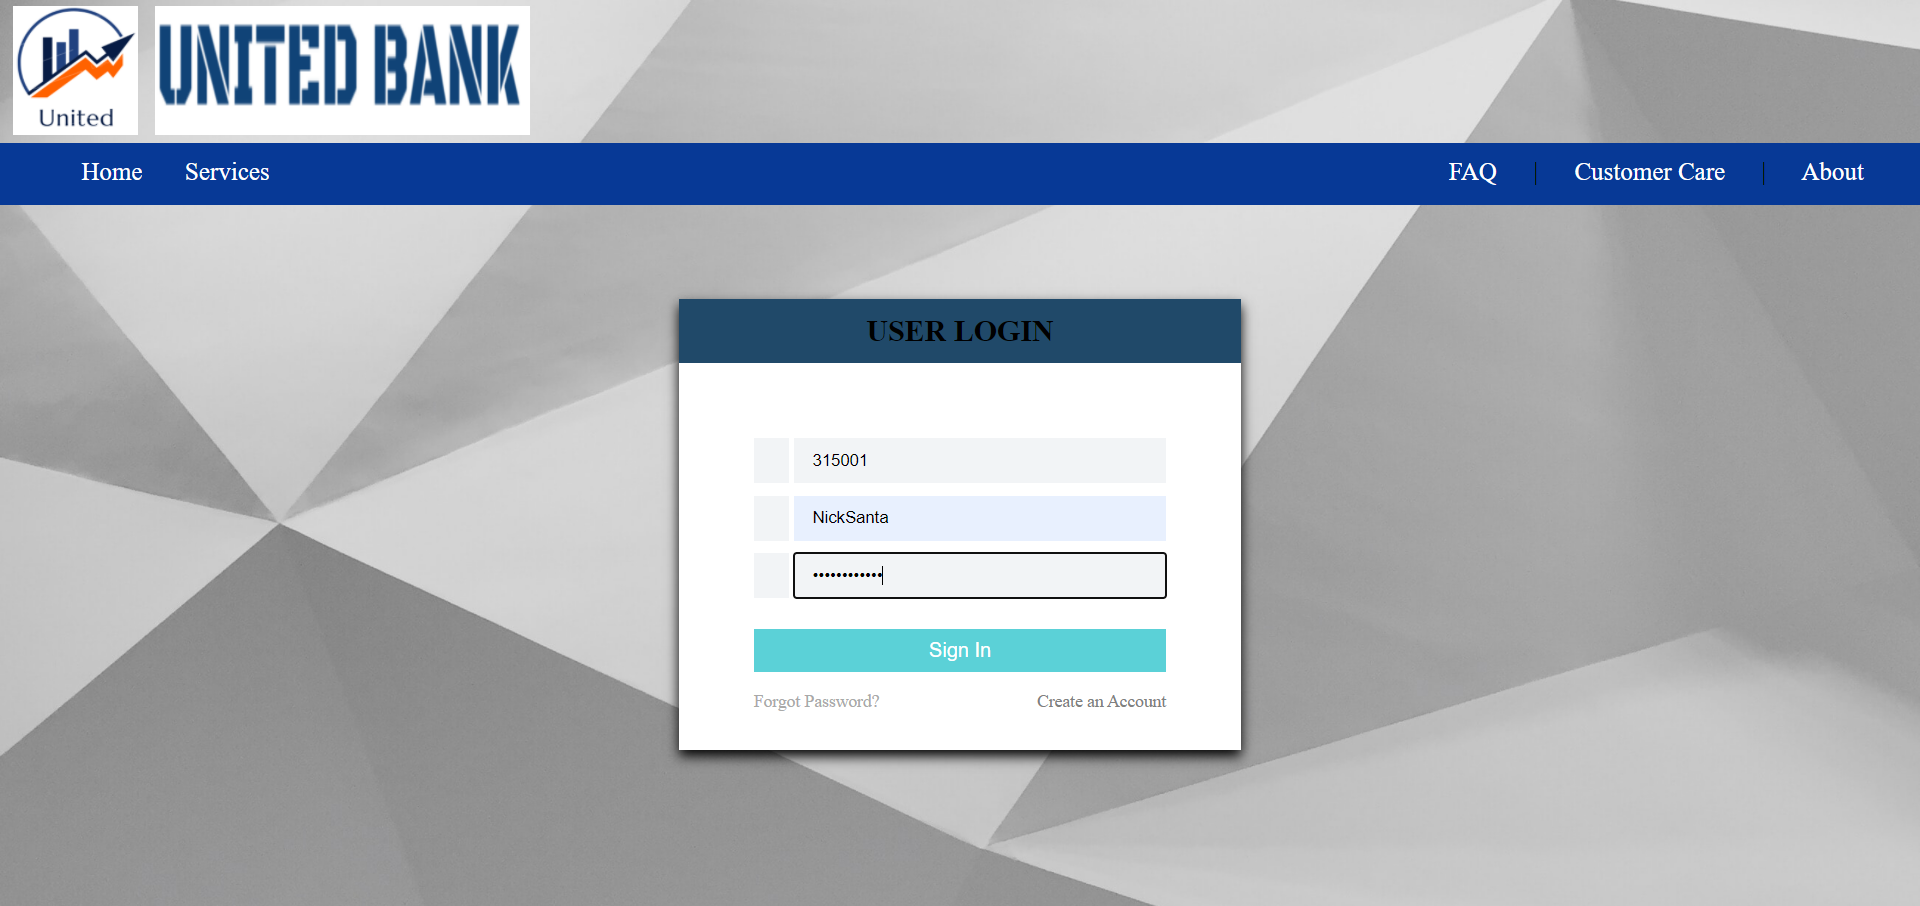 United
UNITED BANK
Home Services FAQ | Customer Care | About
USER LOGIN
315001
NickSanta
••••••••••••
Sign In
Forgot Password? Create an Account